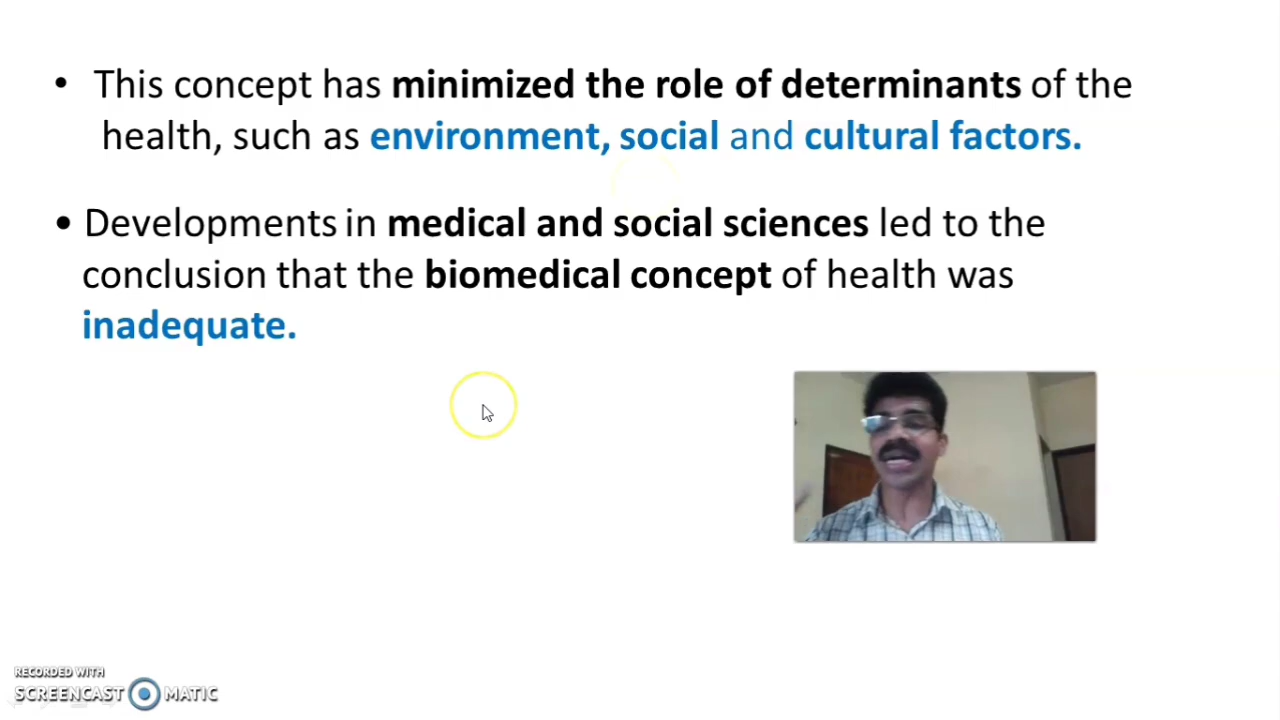 • This concept has minimized the role of determinants of the
health, such as environment, social and cultural factors.
• Developments in medical and social sciences led to the
conclusion that the biomedical concept of health was
inadequate.
RECORDED WITH
SCREENCAST MATIC